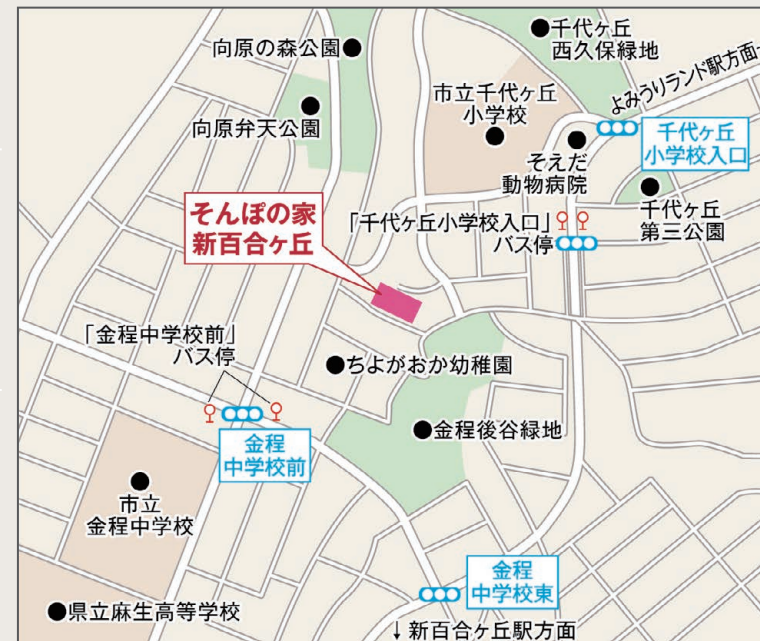 向原の森公園
千代ヶ丘
西久保緑地
よみうりランド駅方面→
向原弁天公園
市立千代ヶ丘
小学校
千代ヶ丘
小学校入口
そえだ
動物病院
そんぽの家
新百合ヶ丘
「千代ヶ丘小学校入口」
バス停
千代ヶ丘
第三公園
「金程中学校前」
バス停
ちよがおか幼稚園
金程
中学校前
金程後谷緑地
市立
金程中学校
金程
中学校東
県立麻生高等学校
↓新百合ヶ丘駅方面